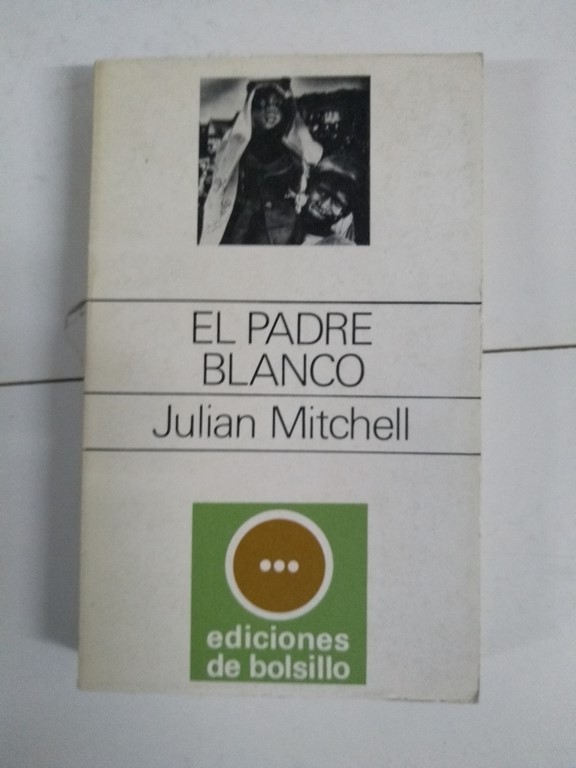 EL PADRE
BLANCO
Julian Mitchell
ediciones
de bolsillo